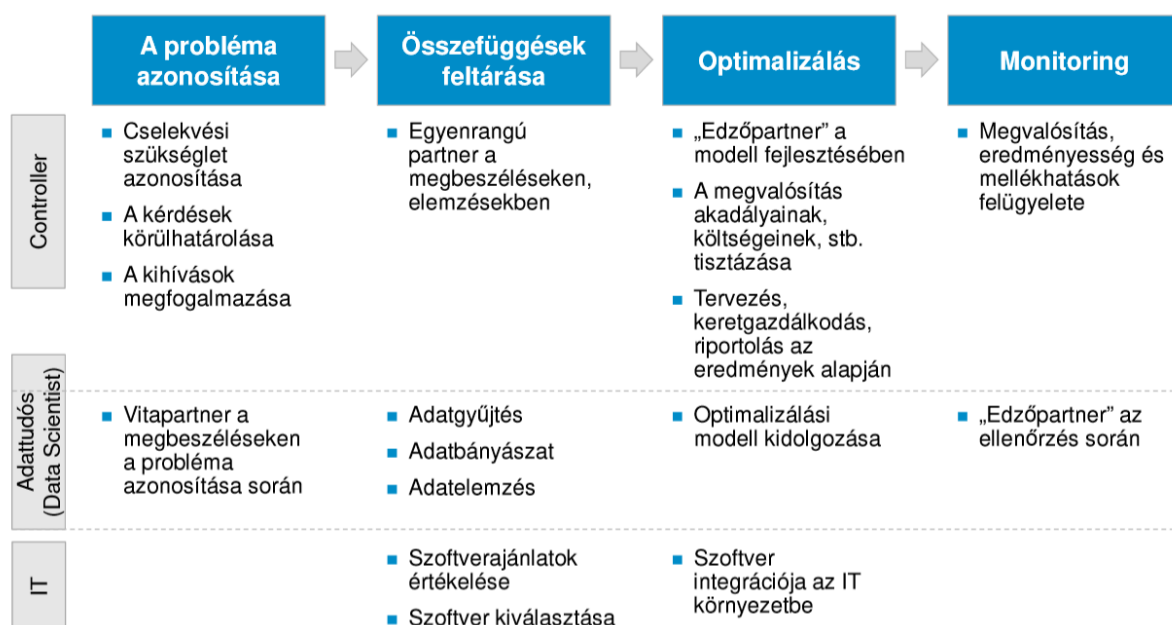 A probléma
azonosítása
Összefüggések
feltárása
Optimalizálás
Monitoring
Controller
Cselekvési
szükséglet
azonosítása
A kérdések
körülhatárolása
A kihívások
megfogalmazása
Egyenrangú
partner a
megbeszéléseken,
elemzésekben
„Edzőpartner” a
modell fejlesztésében
A megvalósítás
akadályainak,
költségeinek, stb.
tisztázása
Tervezés,
keretgazdálkodás,
riportolás az
eredmények alapján
Megvalósítás,
eredményesség és
mellékhatások
felügyelete
Adattudós
(Data Scientist)
Vitapartner a
megbeszéléseken
a probléma
azonosítása során
Adatgyűjtés
Adatbányászat
Adatelemzés
Optimalizálási
modell kidolgozása
„Edzőpartner” az
ellenőrzés során
IT
Szoftverajánlatok
értékelése
Szoftver kiválasztása
Szoftver
integrációja az IT
környezetbe